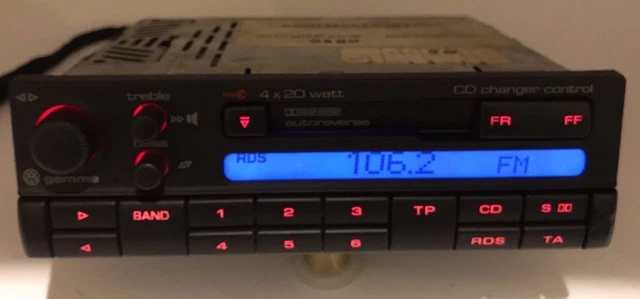 treble 4 x 20 watt CD changer control
autoreverse FR FF
Bass
RDS 106.2 FM
gamma
BAND 1 2 3 TP CD S
4 5 6 RDS TA